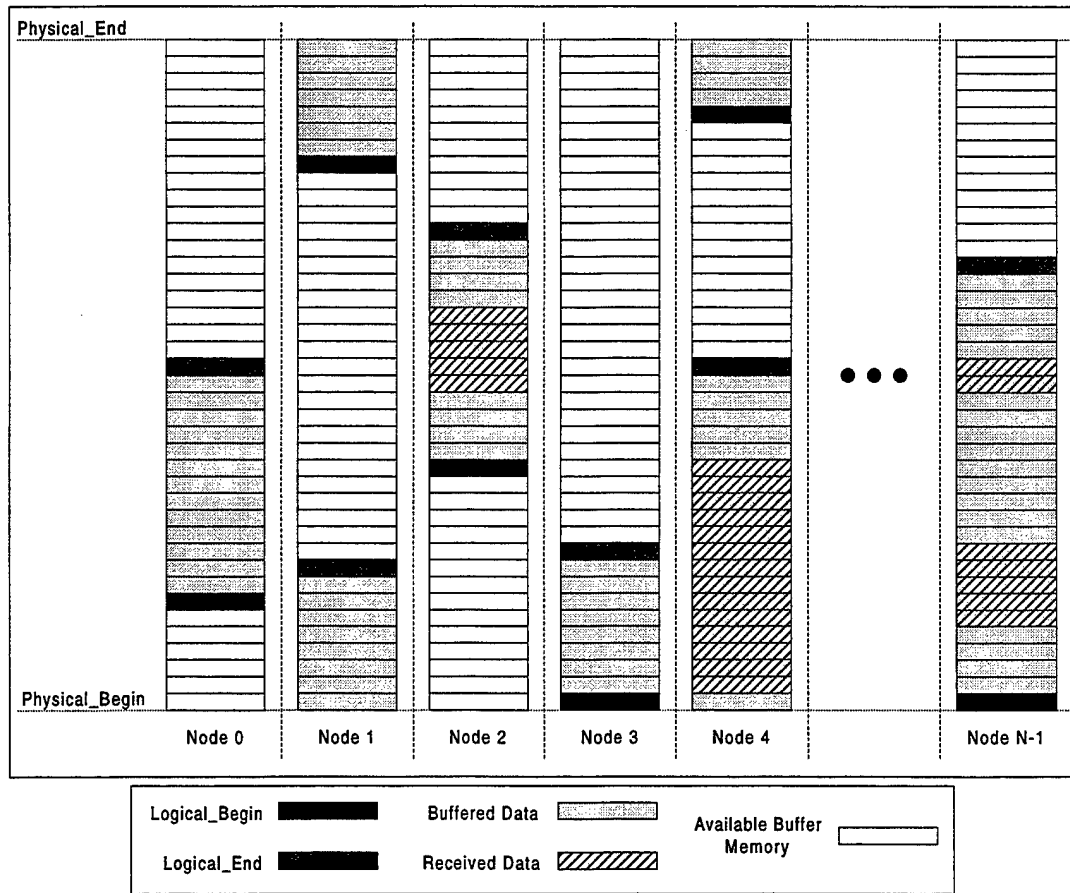 Physical_End
Physical_Begin
Node 0
Node 1
Node 2
Node 3
Node 4
Node N-1
Logical_Begin
Buffered Data
Available Buffer
Memory
Logical_End
Received Data